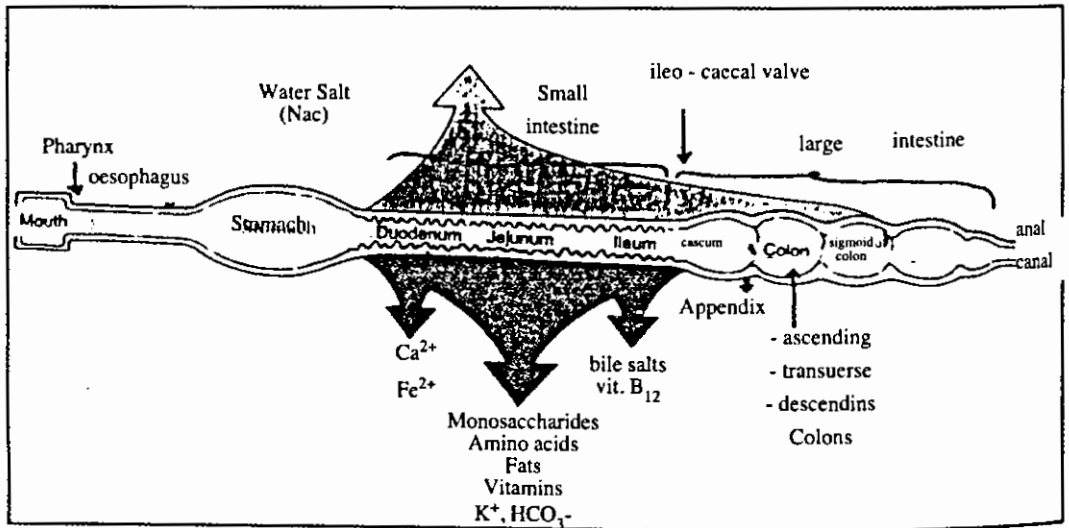 Water Salt
(Nac)
Small
intestine
ileo - caecal valve
large intestine
Pharynx
oesophagus
Mouth
Stomach
Duodenum
Jejunum
Ileum
cascum
Colon
sigmoid
colon
anal
canal
Appendix
Ca²⁺
Fe²⁺
bile salts
vit. B₁₂
Monosaccharides
Amino acids
Fats
Vitamins
K⁺, HCO₃-
- ascending
- transuerse
- descendins
Colons